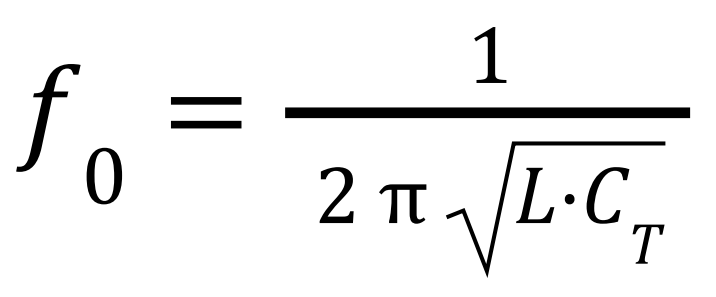 f₀ = 1 / (2 π √(L·C_T))